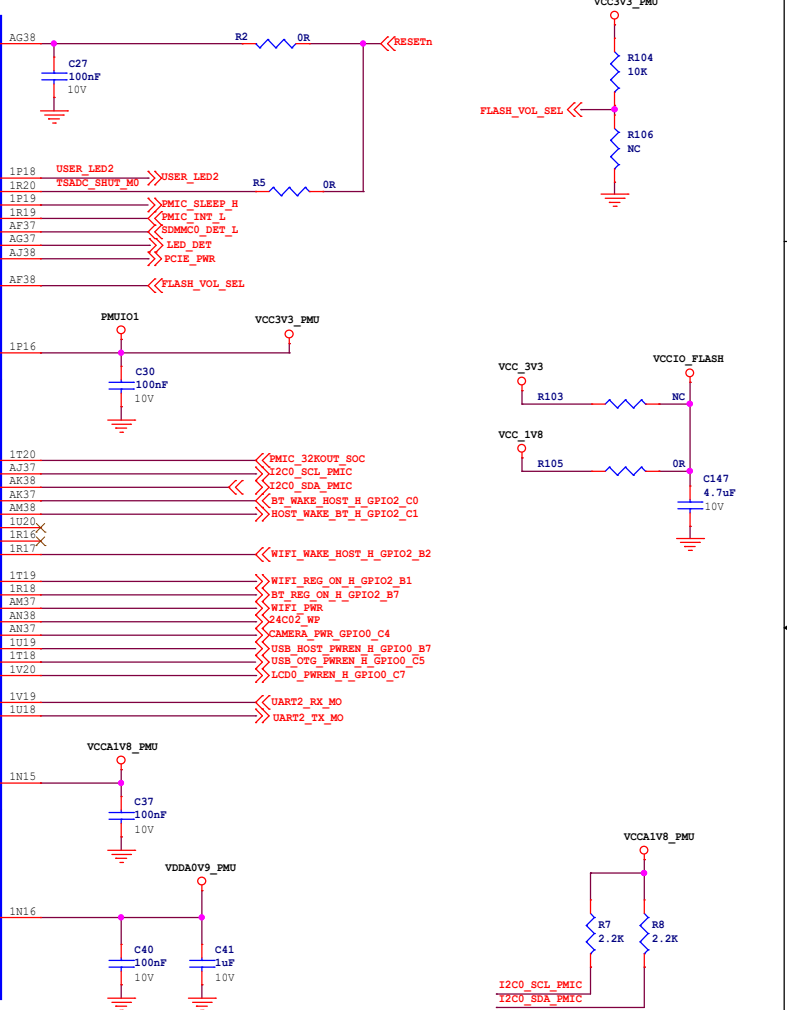 VCC3V3_PMU
AG38
R2
0R
RESETn
C27
100nF
10V
R104
10K
FLASH_VOL_SEL
R106
NC
1P18
USER_LED2
USER_LED2
1R20
TSADC_SHUT_M0
R5
0R
1P19
PMIC_SLEEP_H
1R19
PMIC_INT_L
AF37
SDMMC0_DET_L
AG37
LED_DET
AJ38
PCIE_PWR
AF38
FLASH_VOL_SEL
PMUIO1
VCC3V3_PMU
1P16
C30
100nF
10V
VCC_3V3
VCCIO_FLASH
R103
NC
VCC_1V8
R105
0R
C147
4.7uF
10V
1T20
PMIC_32KOUT_SOC
AJ37
I2C0_SCL_PMIC
AK38
I2C0_SDA_PMIC
AK37
BT_WAKE_HOST_H_GPIO2_C0
AM38
HOST_WAKE_BT_H_GPIO2_C1
1U20
1R16
1R17
WIFI_WAKE_HOST_H_GPIO2_B2
1T19
WIFI_REG_ON_H_GPIO2_B1
1R18
BT_REG_ON_H_GPIO2_B7
AM37
WIFI_PWR
AN38
24C02_WP
AN37
CAMERA_PWR_GPIO0_C4
1U19
USB_HOST_PWREN_H_GPIO0_B7
1T18
USB_OTG_PWREN_H_GPIO0_C5
1V20
LCD0_PWREN_H_GPIO0_C7
1V19
UART2_RX_MO
1U18
UART2_TX_MO
VCCA1V8_PMU
1N15
C37
100nF
10V
VDDA0V9_PMU
1N16
C40
100nF
10V
C41
1uF
10V
VCCA1V8_PMU
R7
2.2K
R8
2.2K
I2C0_SCL_PMIC
I2C0_SDA_PMIC